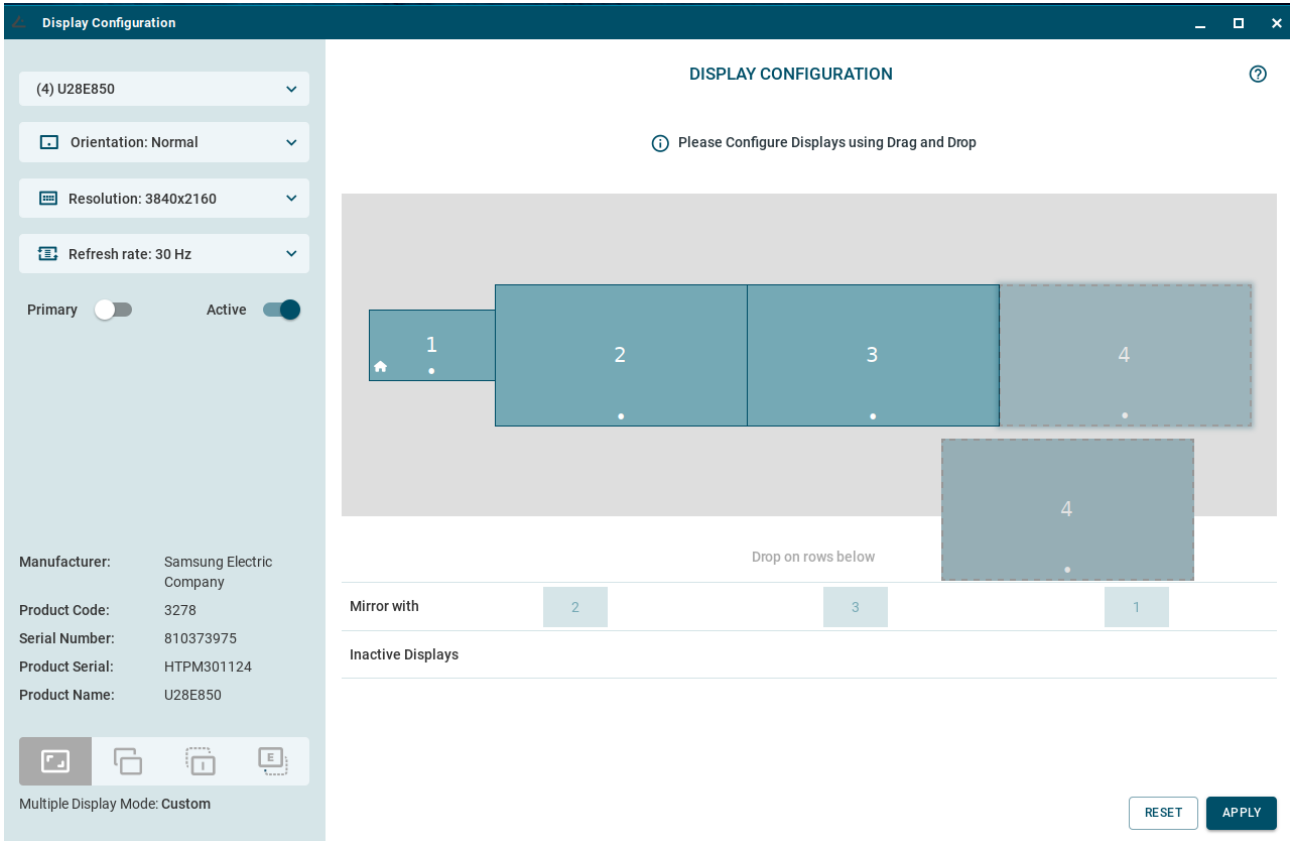 Display Configuration
(4) U28E850
Orientation: Normal
Resolution: 3840x2160
Refresh rate: 30 Hz
Primary Active
Manufacturer: Samsung Electric
Company
Product Code: 3278
Serial Number: 810373975
Product Serial: HTPM301124
Product Name: U28E850
I E
Multiple Display Mode: Custom
DISPLAY CONFIGURATION ?
Please Configure Displays using Drag and Drop
1 2 3 4
4
Drop on rows below
Mirror with 2 3 1
Inactive Displays
RESET APPLY